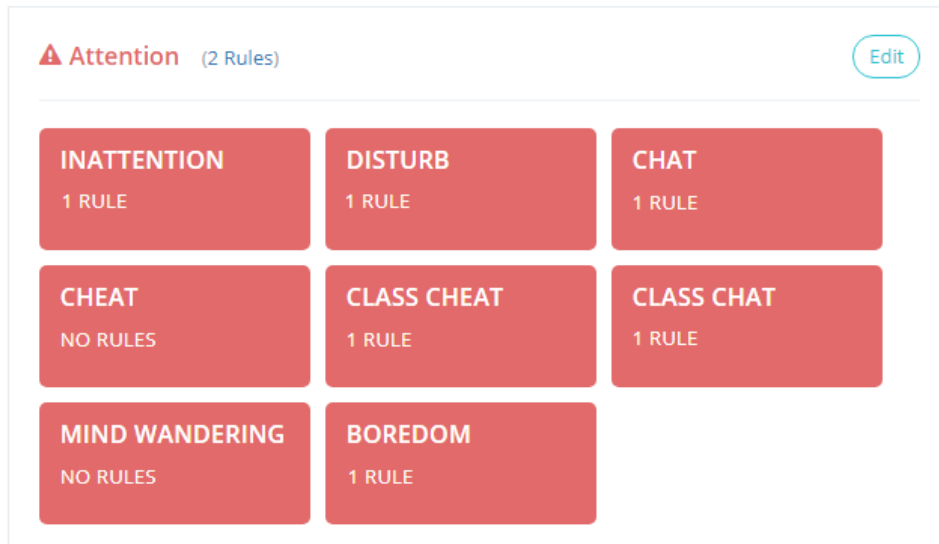 Attention (2 Rules)
Edit
INATTENTION
1 RULE
DISTURB
1 RULE
CHAT
1 RULE
CHEAT
NO RULES
CLASS CHEAT
1 RULE
CLASS CHAT
1 RULE
MIND WANDERING
NO RULES
BOREDOM
1 RULE